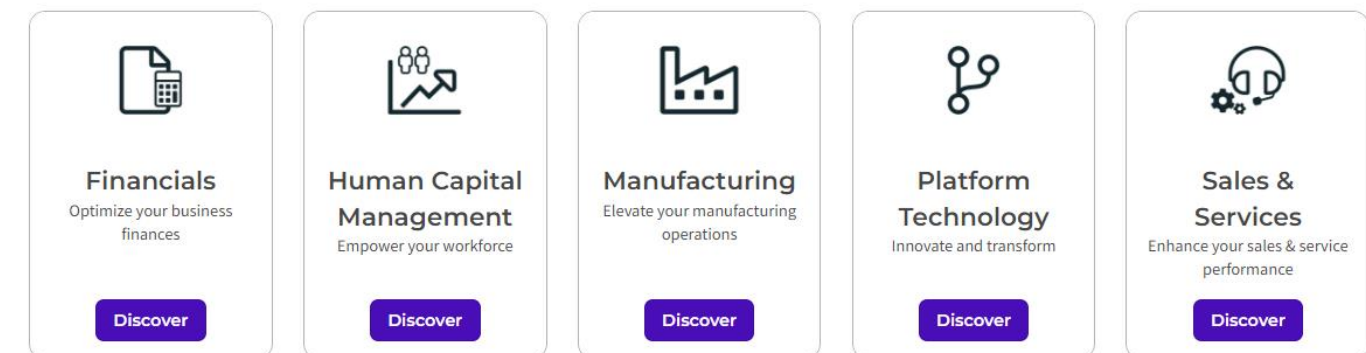 Financials
Optimize your business
finances
Discover
Human Capital
Management
Empower your workforce
Discover
Manufacturing
Elevate your manufacturing
operations
Discover
Platform
Technology
Innovate and transform
Discover
Sales &
Services
Enhance your sales & service
performance
Discover